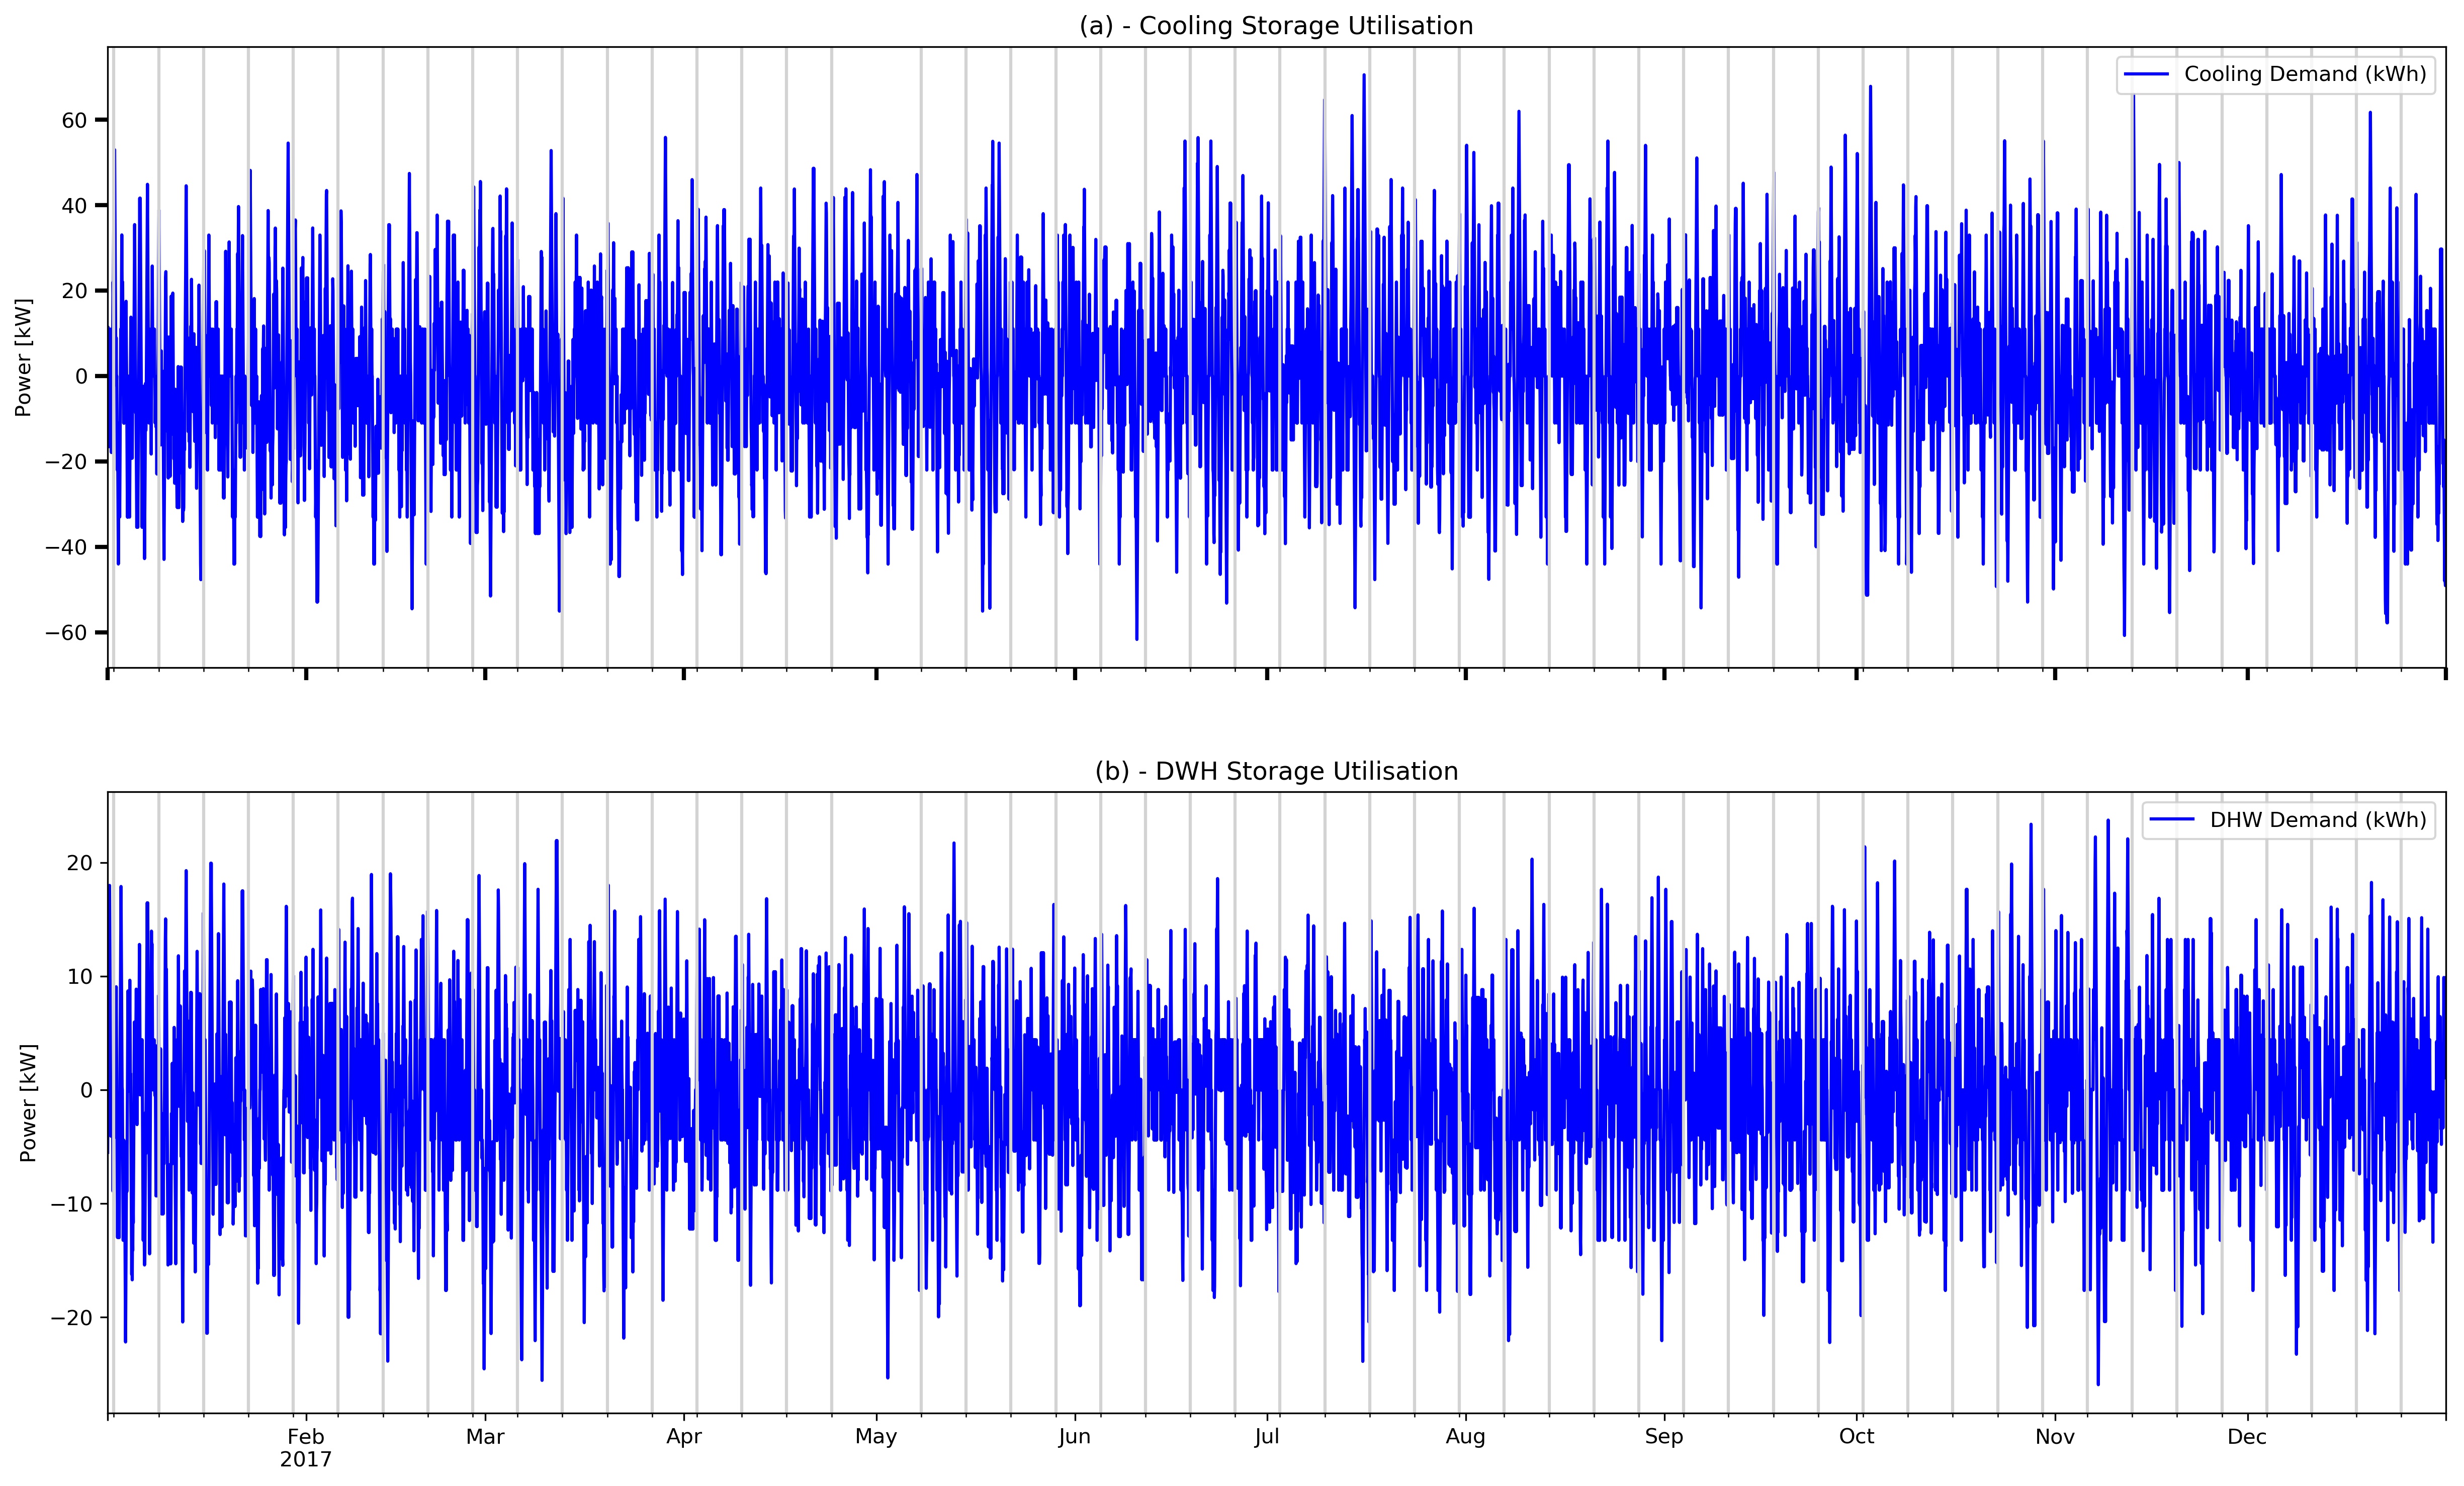 (a) - Cooling Storage Utilisation
Cooling Demand (kWh)
Power [kW]
60
40
20
0
−20
−40
−60
(b) - DWH Storage Utilisation
DHW Demand (kWh)
Power [kW]
20
10
0
−10
−20
Feb Mar Apr May Jun Jul Aug Sep Oct Nov Dec
2017